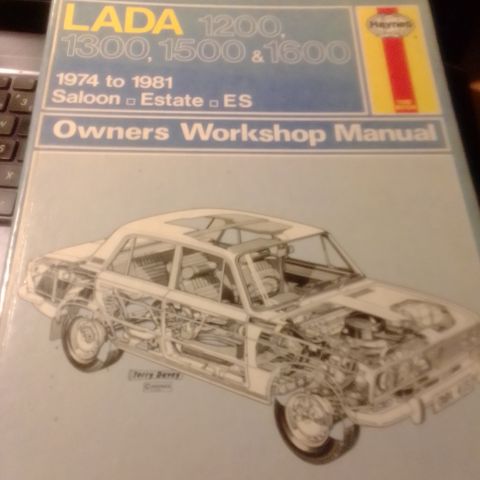 LADA 1200,
1300, 1500 & 1600
Haynes
1974 to 1981
Saloon □ Estate □ ES
Owners Workshop Manual
Terry Davey